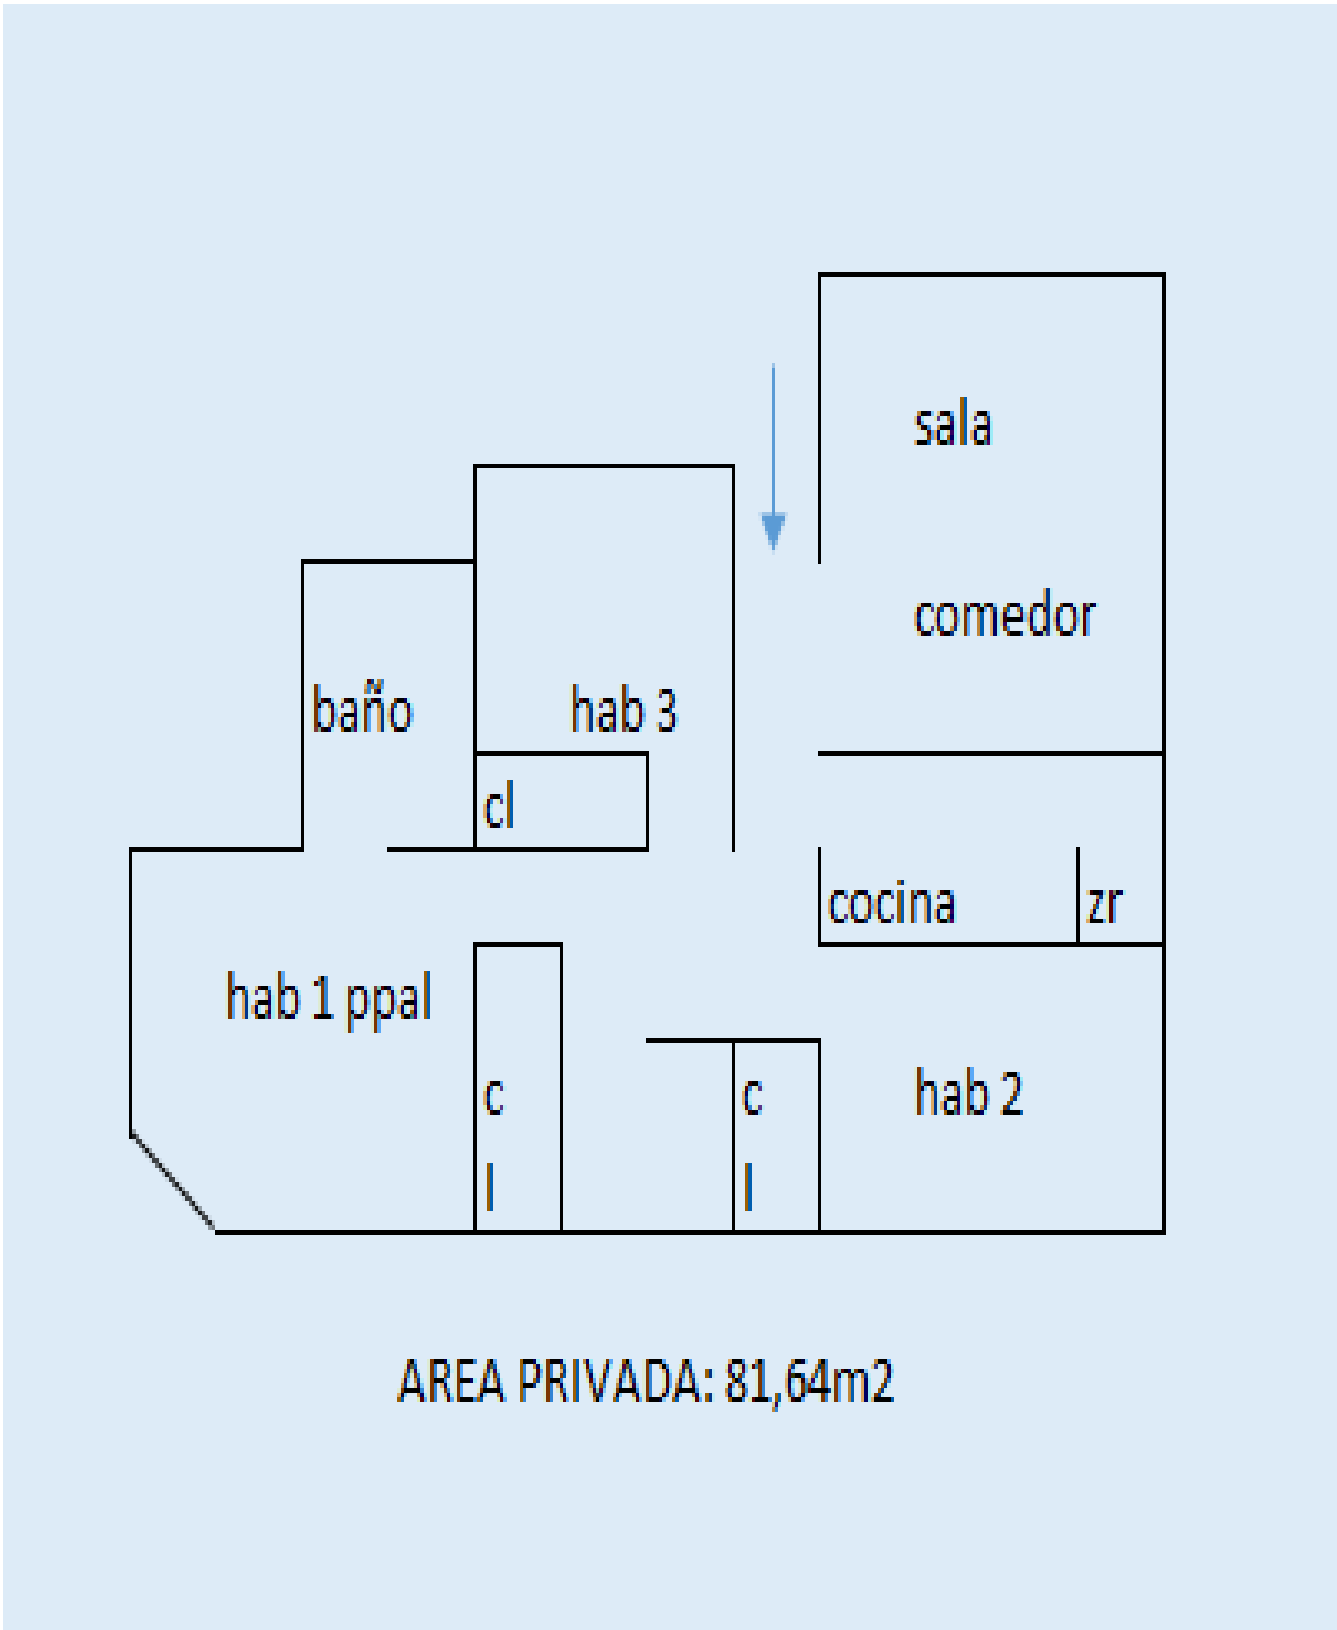 sala
comedor
baño
hab 3
cl
cocina
zr
hab 1 ppal
c
l
c
l
hab 2
AREA PRIVADA: 81,64m2